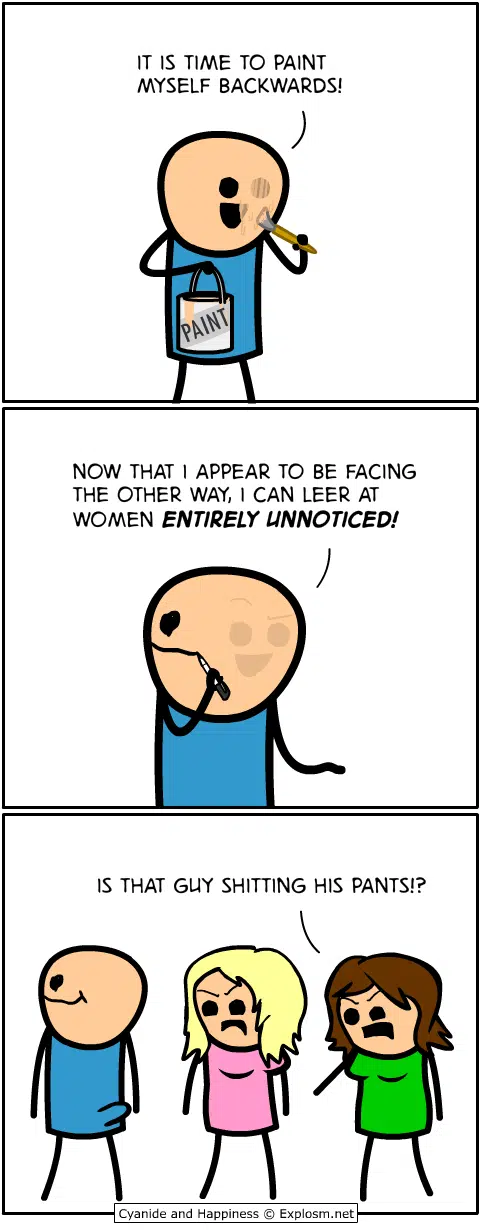 IT IS TIME TO PAINT
MYSELF BACKWARDS!
PAINT
NOW THAT I APPEAR TO BE FACING
THE OTHER WAY, I CAN LEER AT
WOMEN ENTIRELY UNNOTICED!
IS THAT GUY SHITTING HIS PANTS!?
Cyanide and Happiness © Explosm.net